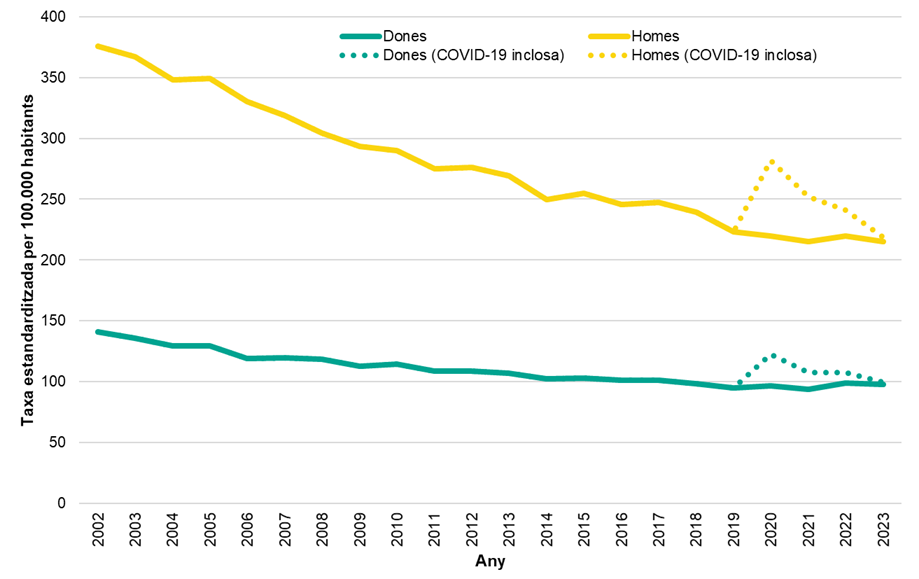 Dones
Homes
Dones (COVID-19 inclosa)
Homes (COVID-19 inclosa)
Taxa estandarditzada per 100.000 habitants
400
350
300
250
200
150
100
50
0
2002 2003 2004 2005 2006 2007 2008 2009 2010 2011 2012 2013 2014 2015 2016 2017 2018 2019 2020 2021 2022 2023
Any